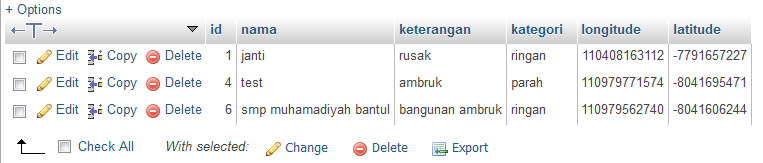 + Options
id nama keterangan kategori longitude latitude
Edit Copy Delete 1 janti rusak ringan 110408163112 -7791657227
Edit Copy Delete 4 test ambruk parah 110979771574 -8041695471
Edit Copy Delete 6 smp muhamadiyah bantul bangunan ambruk ringan 110979562740 -8041606244
Check All With selected: Change Delete Export